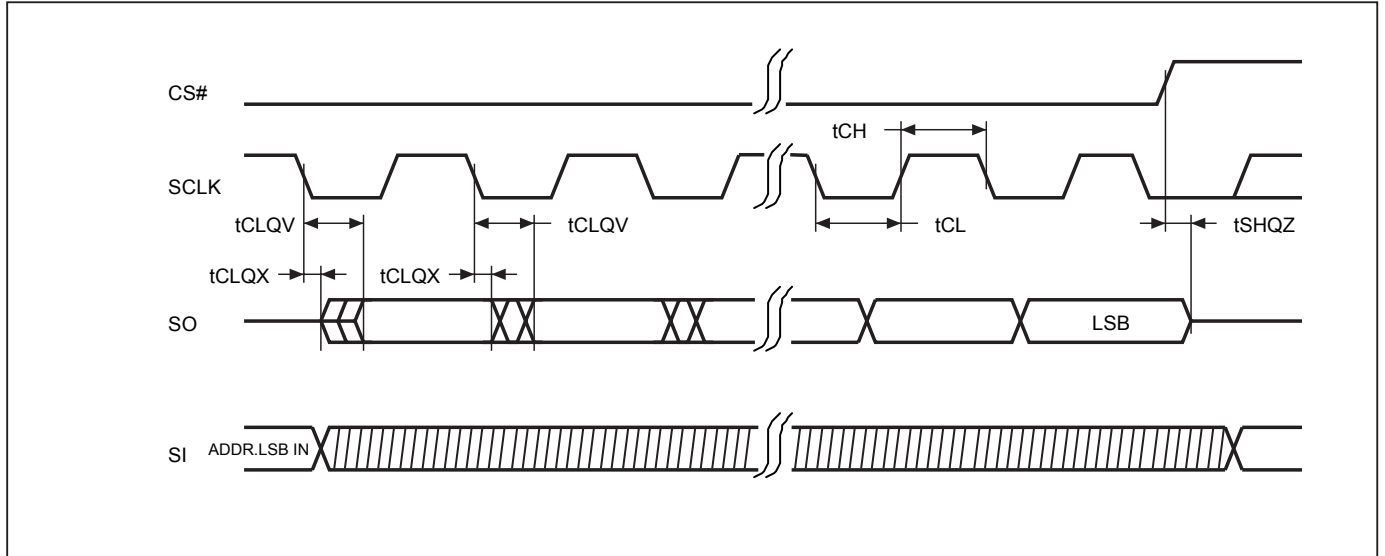 CS#
tCH
SCLK
tCLQV
tCLQV
tCL
tSHQZ
tCLQX
tCLQX
SO
LSB
SI
ADDR.LSB IN